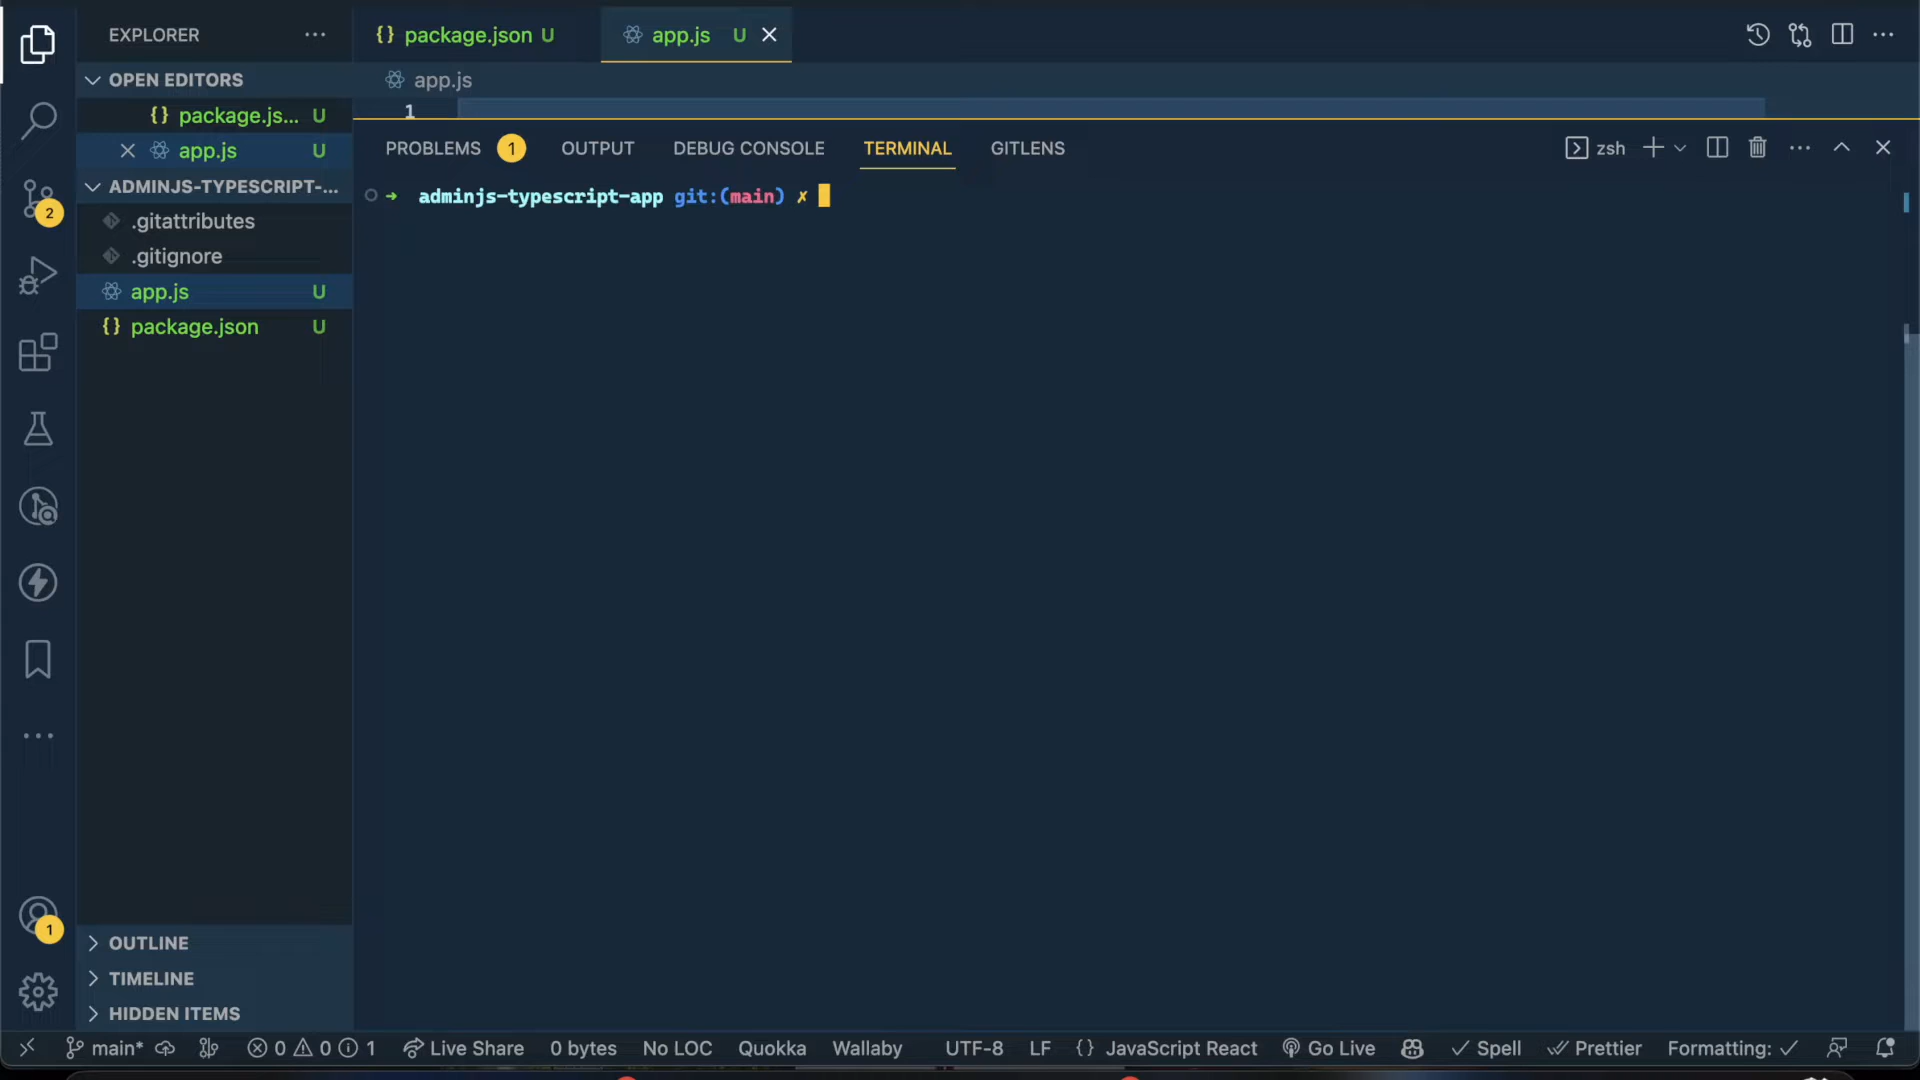 EXPLORER
package.json U
app.js U
OPEN EDITORS
package.js... U
app.js U
ADMINJS-TYPESCRIPT-...
.gitattributes
.gitignore
app.js U
package.json U
OUTLINE
TIMELINE
HIDDEN ITEMS
2
1
app.js
1
PROBLEMS 1 OUTPUT DEBUG CONSOLE TERMINAL GITLENS
zsh
➜ adminjs-typescript-app git:(main) ✗
main* 0 0 1 Live Share 0 bytes No LOC Quokka Wallaby UTF-8 LF {} JavaScript React Go Live Spell Prettier Formatting: ✓